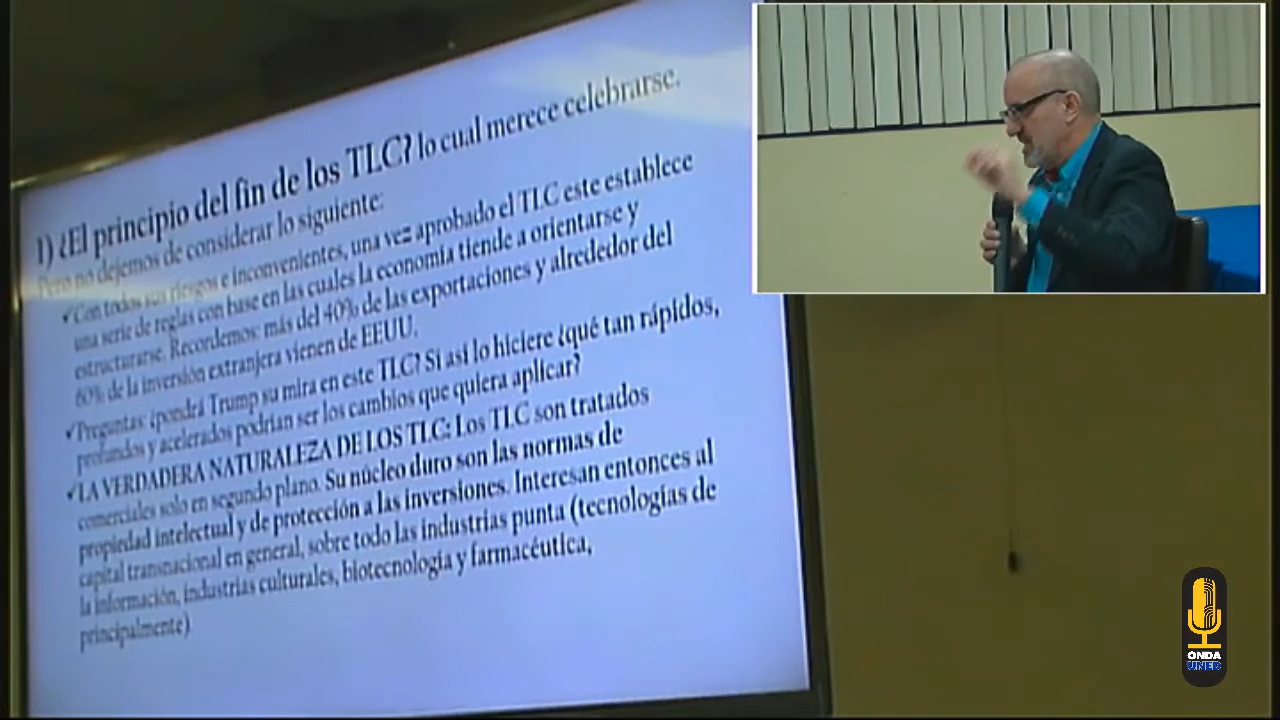 1) ¿El principio del fin de los TLC? lo cual merece celebrarse.
Pero no dejemos de considerar lo siguiente:
✓Con todos sus riesgos e inconvenientes, una vez aprobado el TLC este establece
una serie de reglas con base en las cuales la economía tiende a orientarse y
estructurarse. Recordemos: más del 40% de las exportaciones y alrededor del
60% de la inversión extranjera vienen de EEUU.
✓Preguntas: ¿pondrá Trump su mira en este TLC? Si así lo hiciere ¿qué tan rápidos,
profundos y acelerados podrían ser los cambios que quiera aplicar?
✓LA VERDADERA NATURALEZA DE LOS TLC: Los TLC son tratados
comerciales solo en segundo plano. Su núcleo duro son las normas de
propiedad intelectual y de protección a las inversiones. Interesan entonces al
capital transnacional en general, sobre todo las industrias punta (tecnologías de
la información, industrias culturales, biotecnología y farmacéutica,
principalmente)
ONDA
UNED